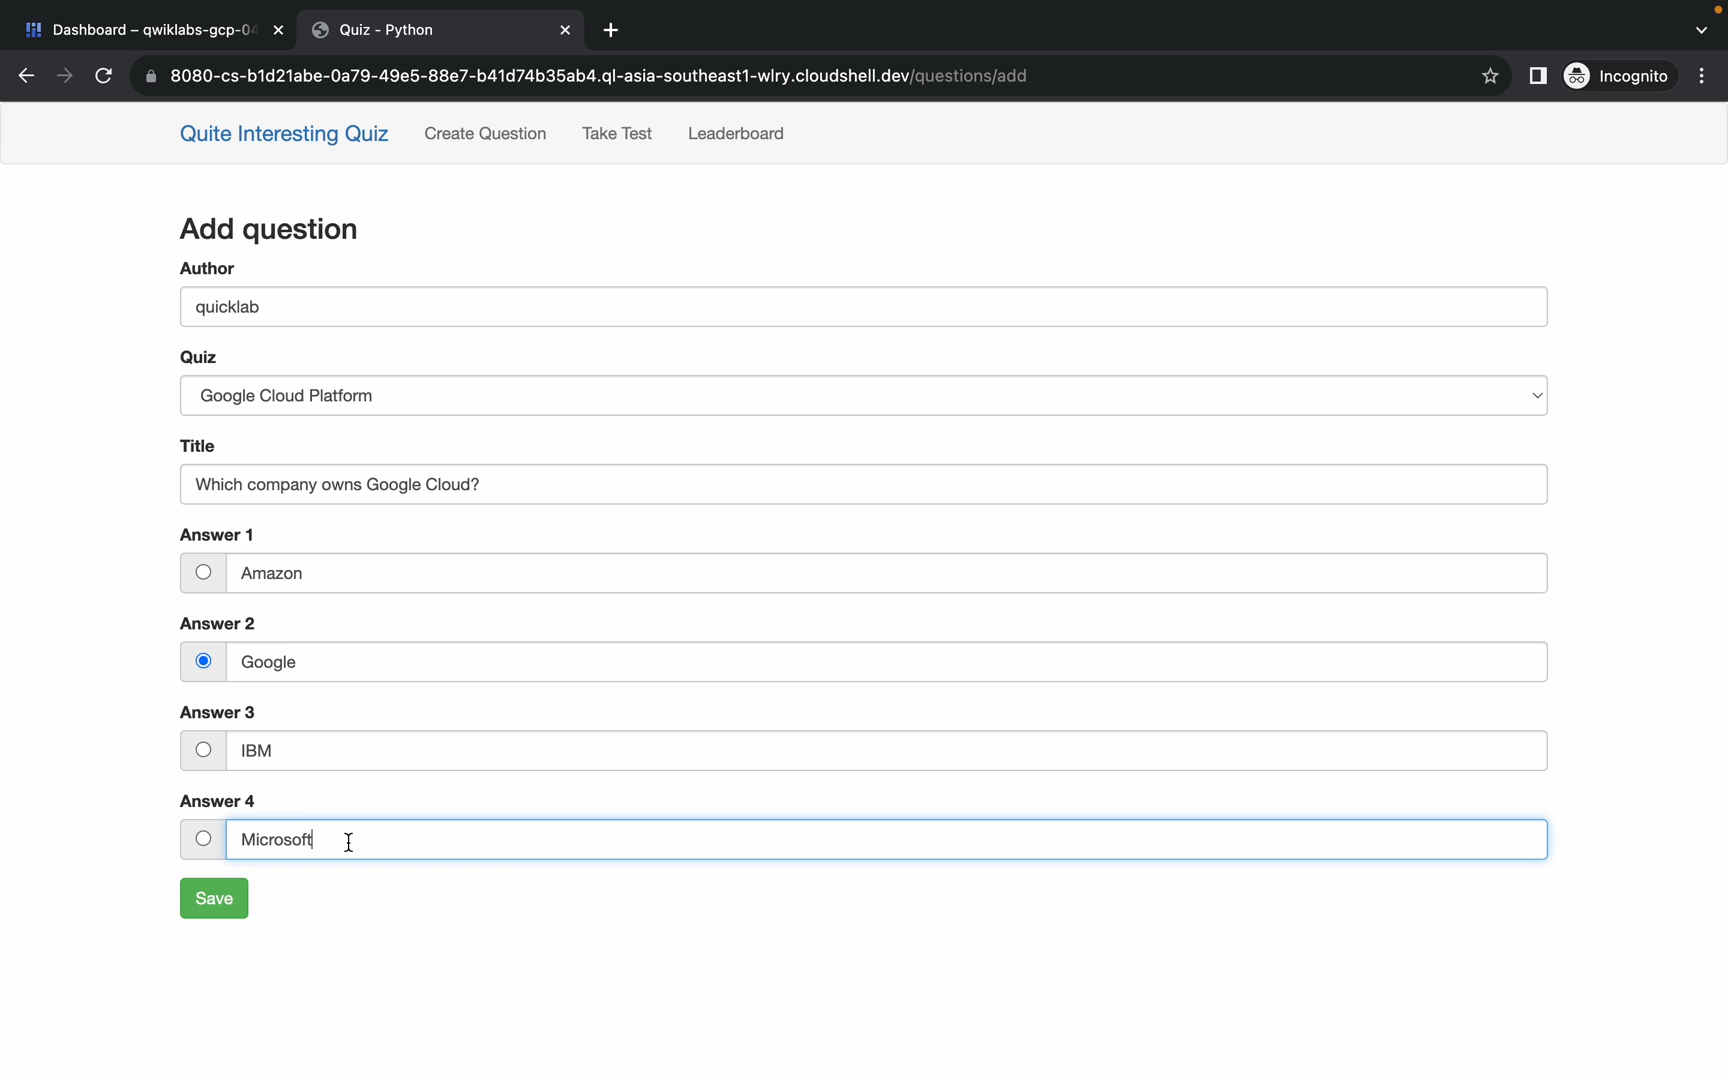 Dashboard – qwiklabs-gcp-04
Quiz - Python
8080-cs-b1d21abe-0a79-49e5-88e7-b41d74b35ab4.ql-asia-southeast1-wlry.cloudshell.dev/questions/add
Incognito
Quite Interesting Quiz
Create Question
Take Test
Leaderboard
Add question
Author
quicklab
Quiz
Google Cloud Platform
Title
Which company owns Google Cloud?
Answer 1
Amazon
Answer 2
Google
Answer 3
IBM
Answer 4
Microsoft
Save